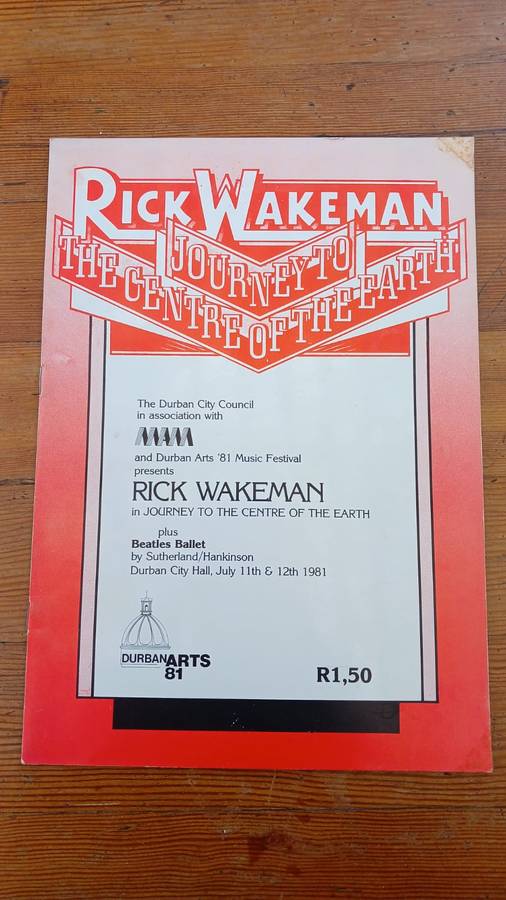 RICK WAKEMAN
JOURNEY TO
THE CENTRE OF THE EARTH
The Durban City Council
in association with
MAM
and Durban Arts '81 Music Festival
presents
RICK WAKEMAN
in JOURNEY TO THE CENTRE OF THE EARTH
plus
Beatles Ballet
by Sutherland/Hankinson
Durban City Hall, July 11th & 12th 1981
DURBAN ARTS
81
R1,50